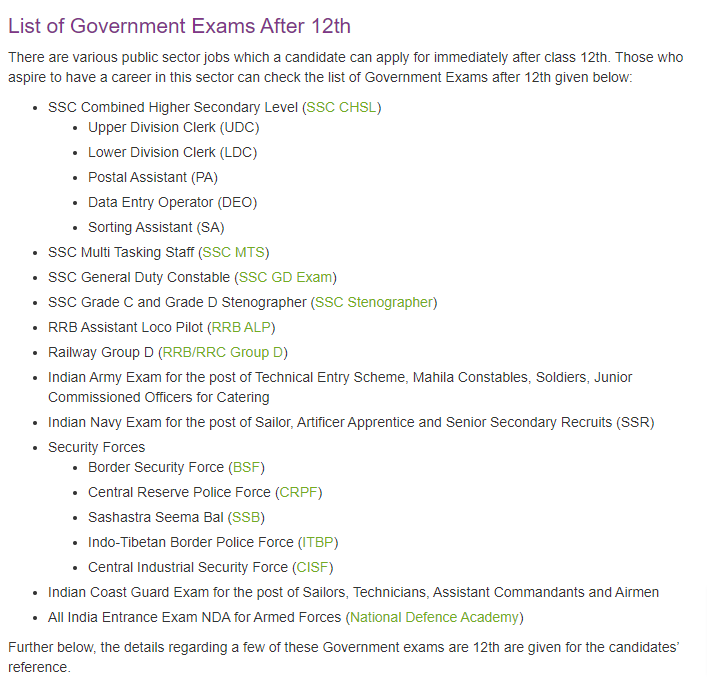 List of Government Exams After 12th
There are various public sector jobs which a candidate can apply for immediately after class 12th. Those who
aspire to have a career in this sector can check the list of Government Exams after 12th given below:
• SSC Combined Higher Secondary Level (SSC CHSL)
• Upper Division Clerk (UDC)
• Lower Division Clerk (LDC)
• Postal Assistant (PA)
• Data Entry Operator (DEO)
• Sorting Assistant (SA)
• SSC Multi Tasking Staff (SSC MTS)
• SSC General Duty Constable (SSC GD Exam)
• SSC Grade C and Grade D Stenographer (SSC Stenographer)
• RRB Assistant Loco Pilot (RRB ALP)
• Railway Group D (RRB/RRC Group D)
• Indian Army Exam for the post of Technical Entry Scheme, Mahila Constables, Soldiers, Junior
Commissioned Officers for Catering
• Indian Navy Exam for the post of Sailor, Artificer Apprentice and Senior Secondary Recruits (SSR)
• Security Forces
• Border Security Force (BSF)
• Central Reserve Police Force (CRPF)
• Sashastra Seema Bal (SSB)
• Indo-Tibetan Border Police Force (ITBP)
• Central Industrial Security Force (CISF)
• Indian Coast Guard Exam for the post of Sailors, Technicians, Assistant Commandants and Airmen
• All India Entrance Exam NDA for Armed Forces (National Defence Academy)
Further below, the details regarding a few of these Government exams are 12th are given for the candidates'
reference.